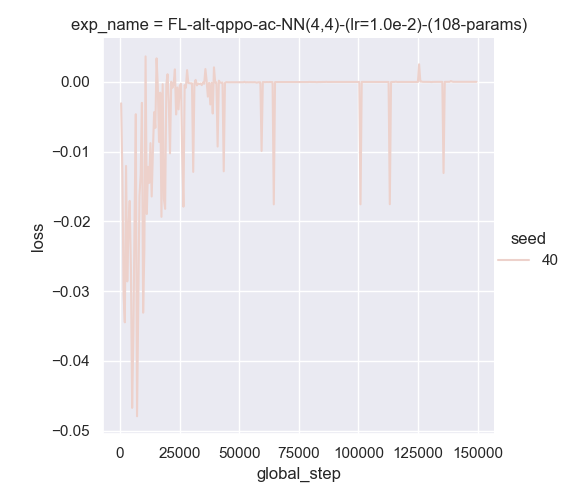 exp_name = FL-alt-qppo-ac-NN(4,4)-(lr=1.0e-2)-(108-params)
0.00
−0.01
−0.02
−0.03
−0.04
−0.05
loss
0 25000 50000 75000 100000 125000 150000
global_step
seed
40